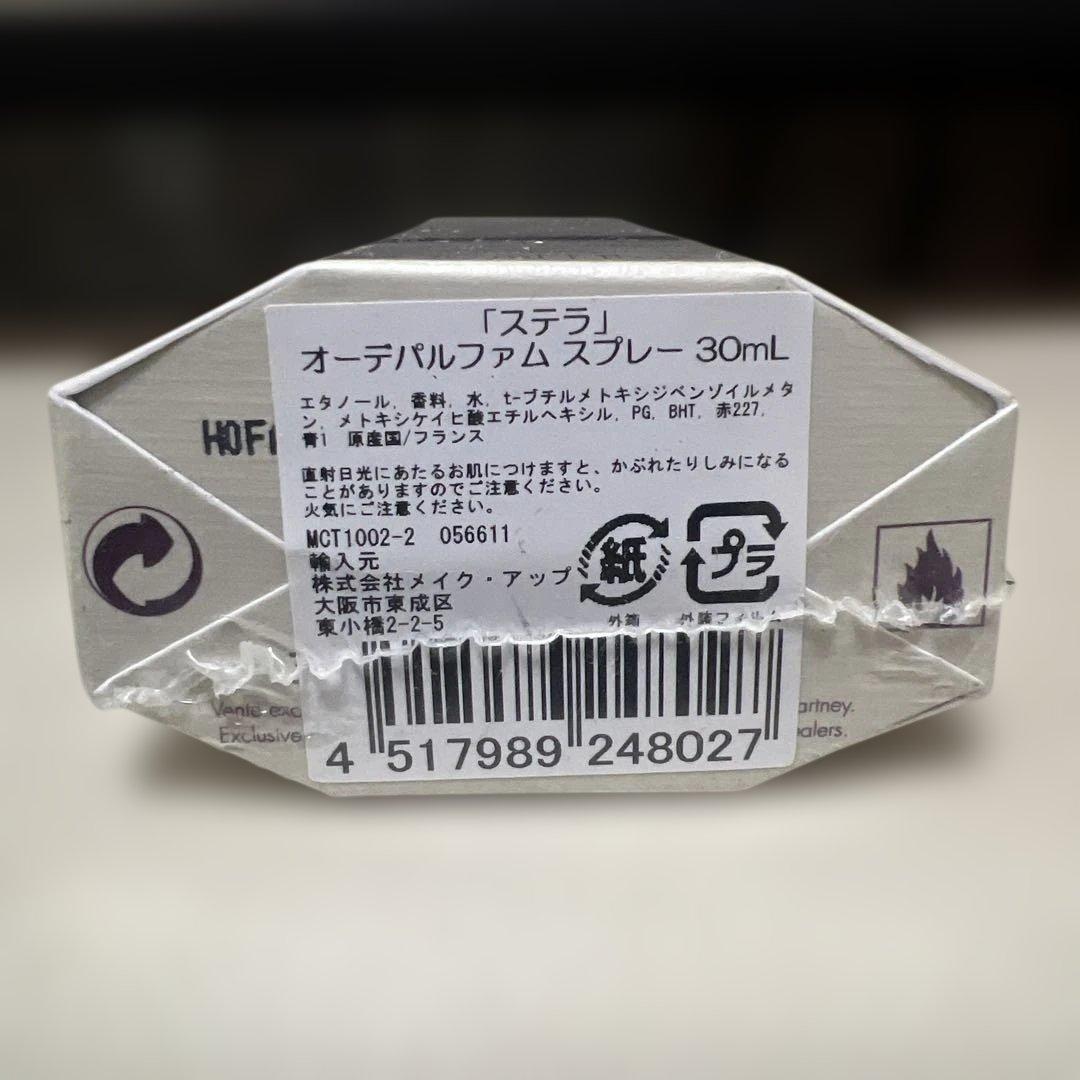 「ステラ」
オーデパルファム スプレー 30mL
エタノール, 香料, 水, t-ブチルメトキシジベンゾイルメタ
ン, メトキシケイヒ酸エチルヘキシル, PG, BHT, 赤227,
青1 原産国/フランス
直射日光にあたるお肌につけますと、かぶれたりしみになる
ことがありますのでご注意ください。
火気にご注意ください。
MCT1002-2 056611
輸入元
株式会社メイク・アップ
大阪市東成区
東小橋2-2-5
紙
プラ
外箱
外装フィルム
4 517989 248027
Vente
Exclusive